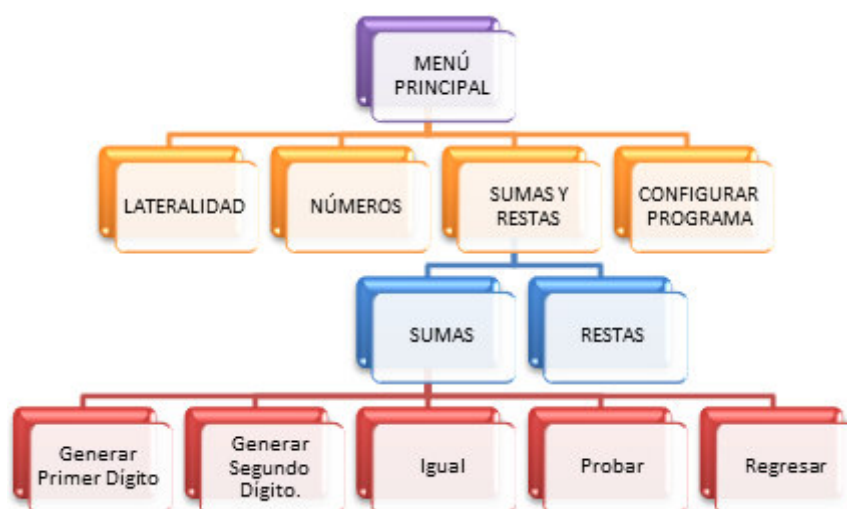 MENÚ
PRINCIPAL
LATERALIDAD
NÚMEROS
SUMAS Y
RESTAS
CONFIGURAR
PROGRAMA
SUMAS
RESTAS
Generar
Primer Dígito
Generar
Segundo
Dígito.
Igual
Probar
Regresar